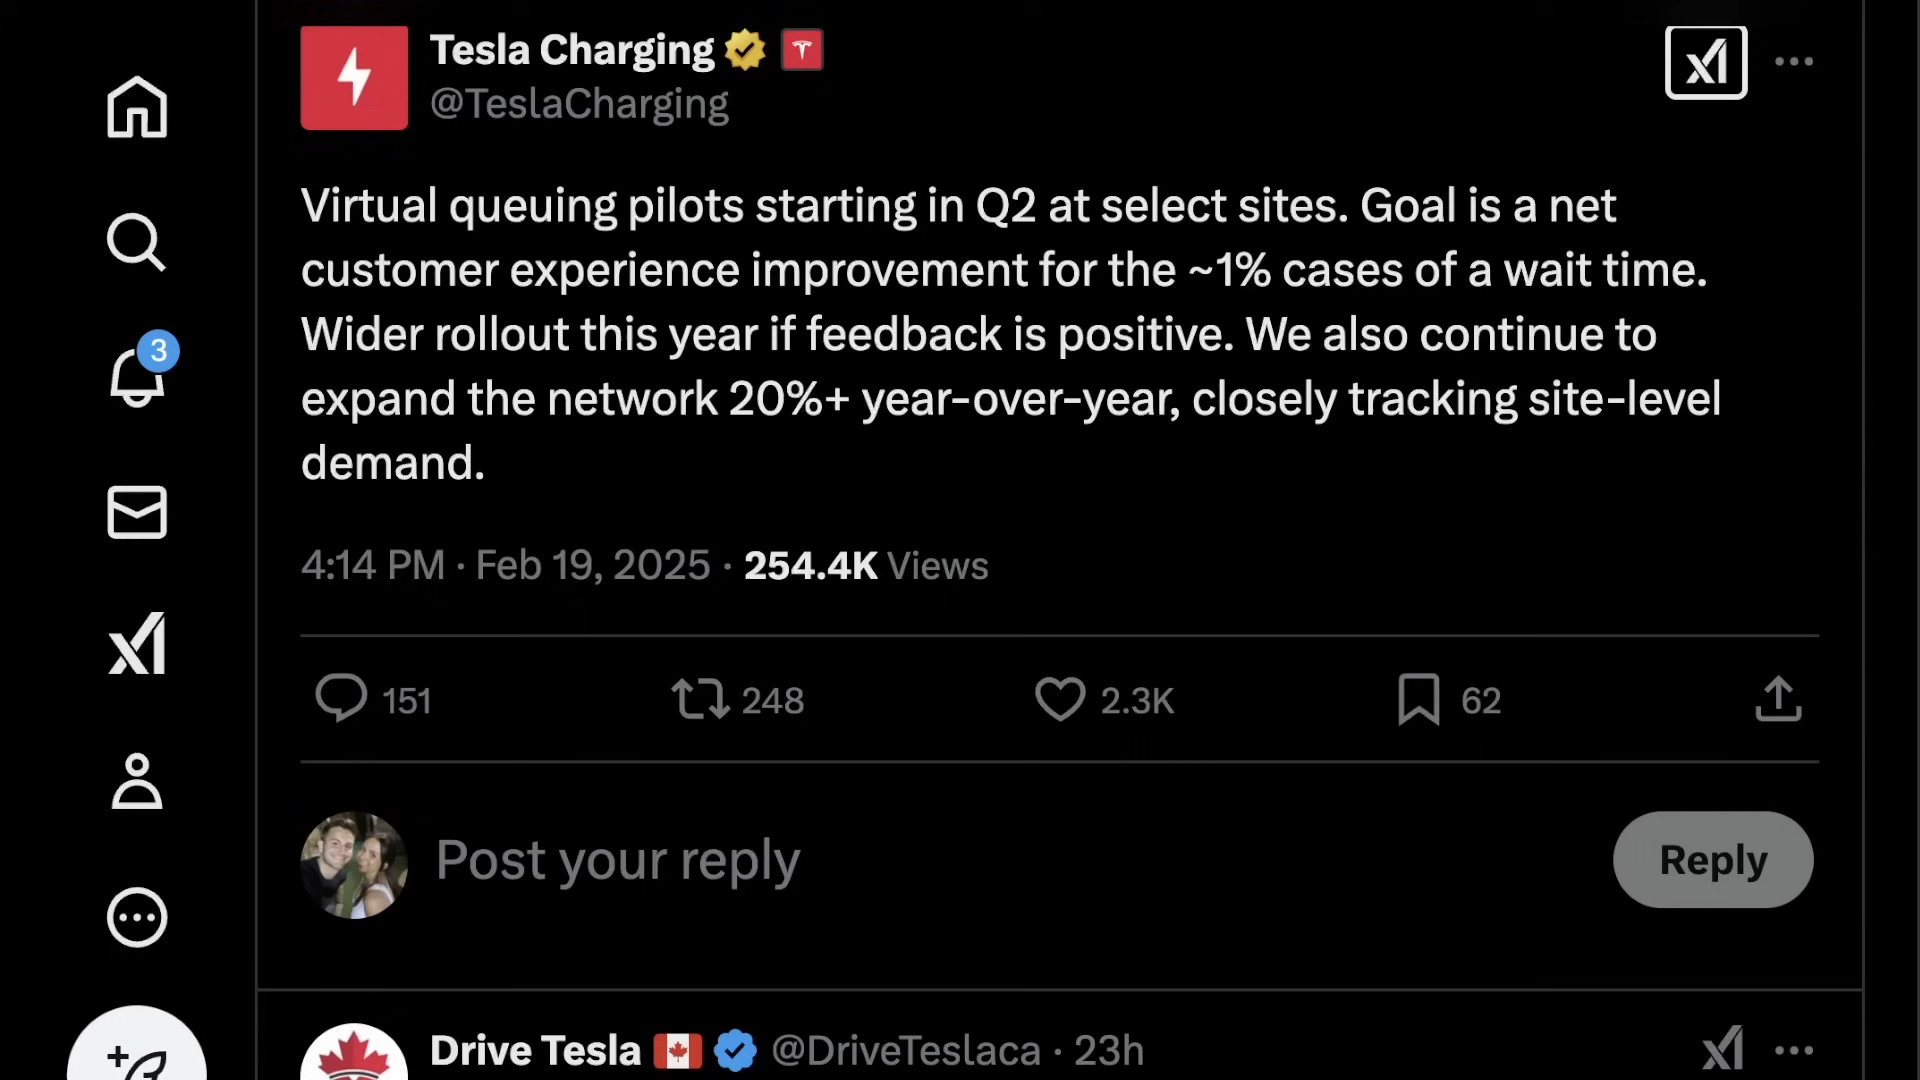 Tesla Charging
@TeslaCharging
Virtual queuing pilots starting in Q2 at select sites. Goal is a net
customer experience improvement for the ~1% cases of a wait time.
Wider rollout this year if feedback is positive. We also continue to
expand the network 20%+ year-over-year, closely tracking site-level
demand.
4:14 PM · Feb 19, 2025 · 254.4K Views
151 248 2.3K 62
Post your reply
Reply
Drive Tesla @DriveTeslaca · 23h
3